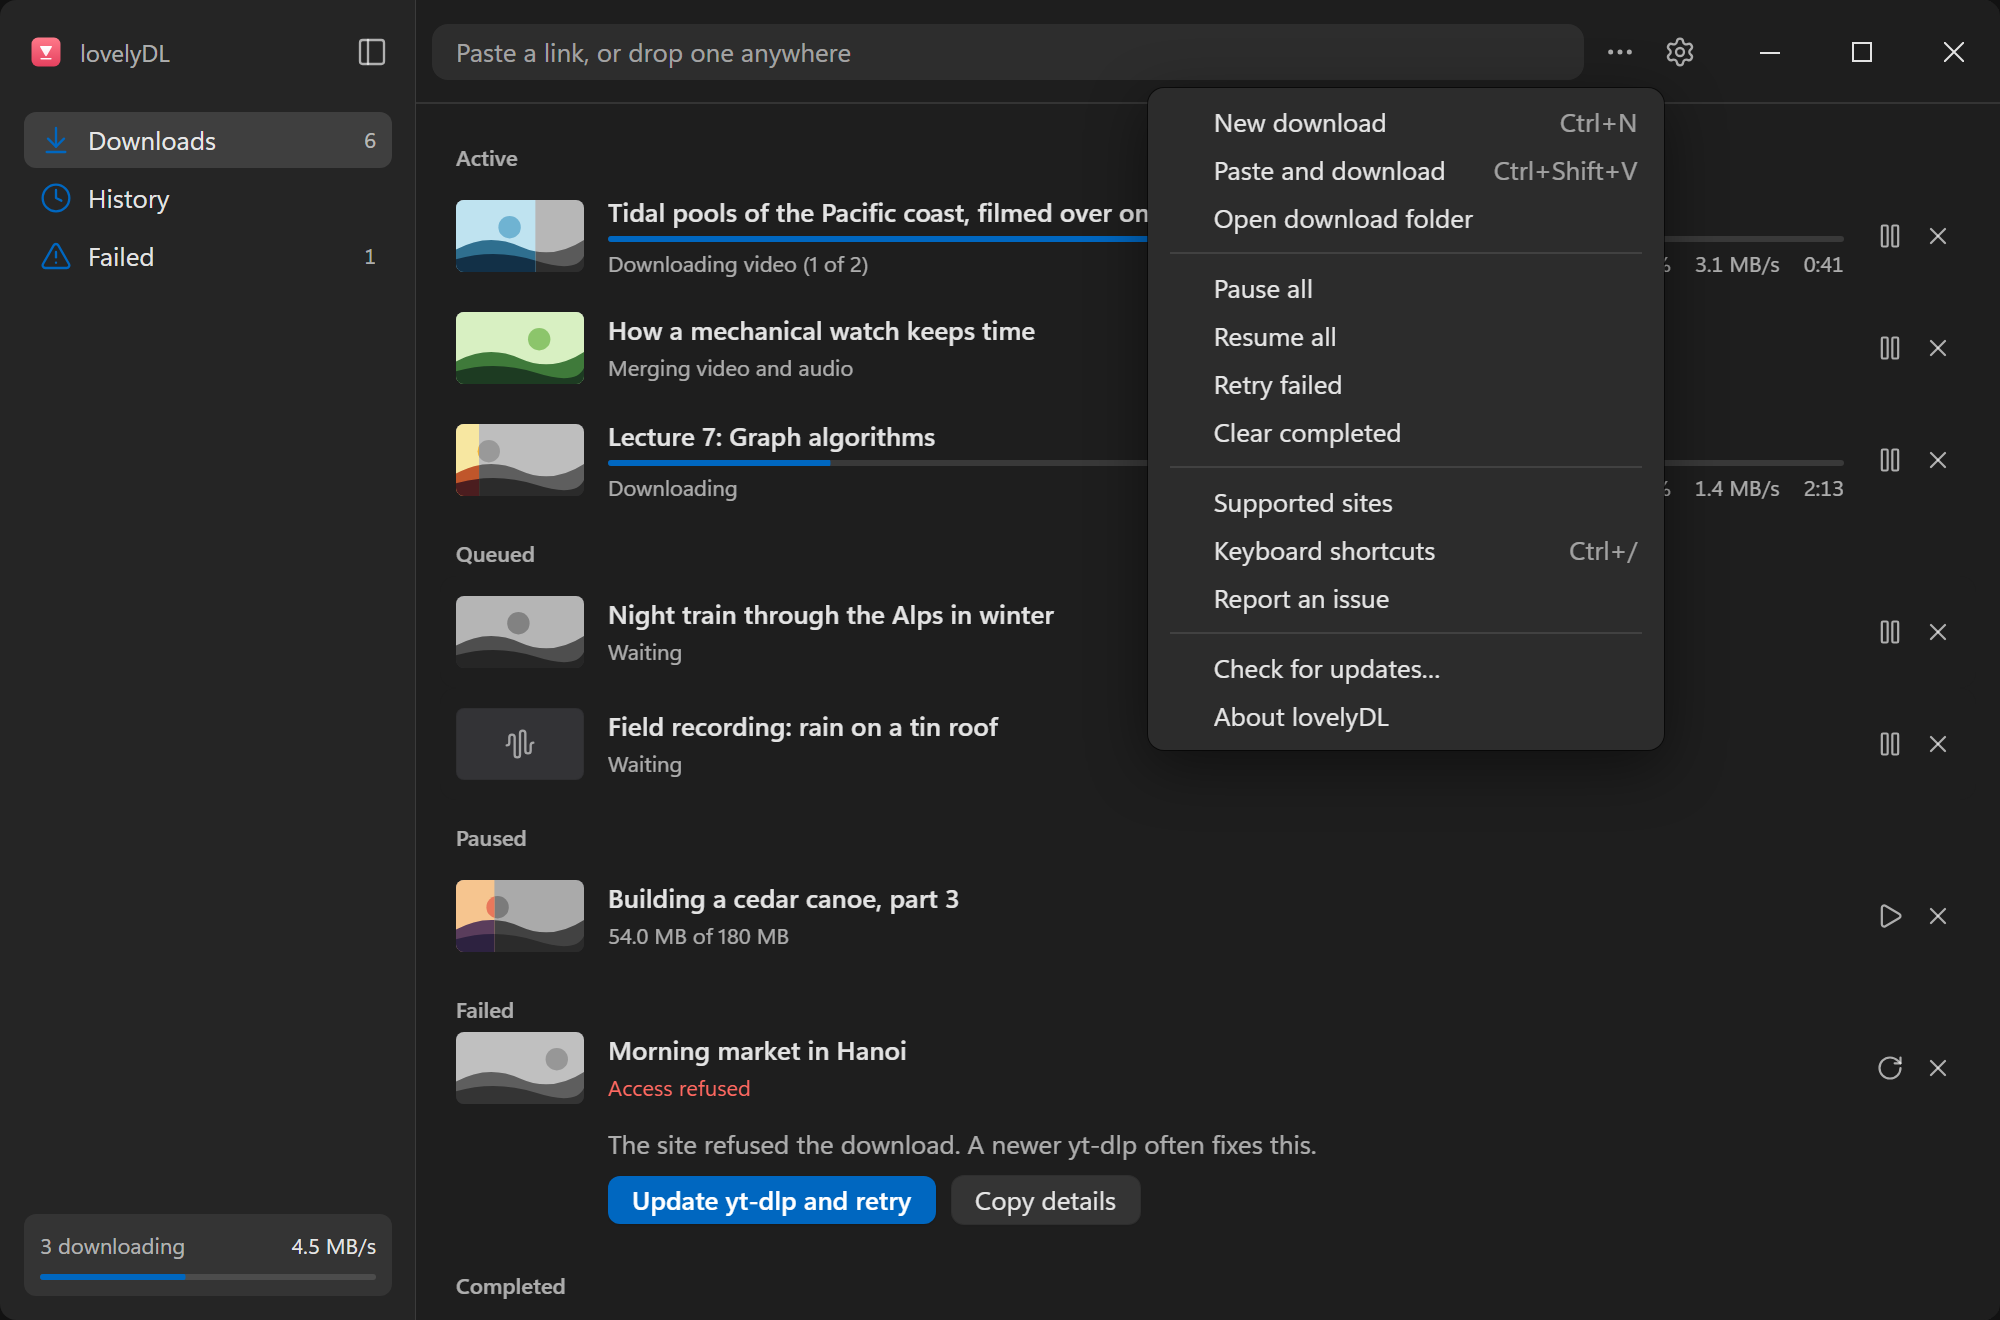 lovelyDL
Paste a link, or drop one anywhere
Downloads 6
History
Failed 1
New download Ctrl+N
Paste and download Ctrl+Shift+V
Open download folder
Pause all
Resume all
Retry failed
Clear completed
Supported sites
Keyboard shortcuts Ctrl+/
Report an issue
Check for updates...
About lovelyDL
Active
Tidal pools of the Pacific coast, filmed over
Downloading video (1 of 2) 3.1 MB/s 0:41
How a mechanical watch keeps time
Merging video and audio
Lecture 7: Graph algorithms
Downloading 1.4 MB/s 2:13
Queued
Night train through the Alps in winter
Waiting
Field recording: rain on a tin roof
Waiting
Paused
Building a cedar canoe, part 3
54.0 MB of 180 MB
Failed
Morning market in Hanoi
Access refused
The site refused the download. A newer yt-dlp often fixes this.
Update yt-dlp and retry
Copy details
Completed
3 downloading 4.5 MB/s